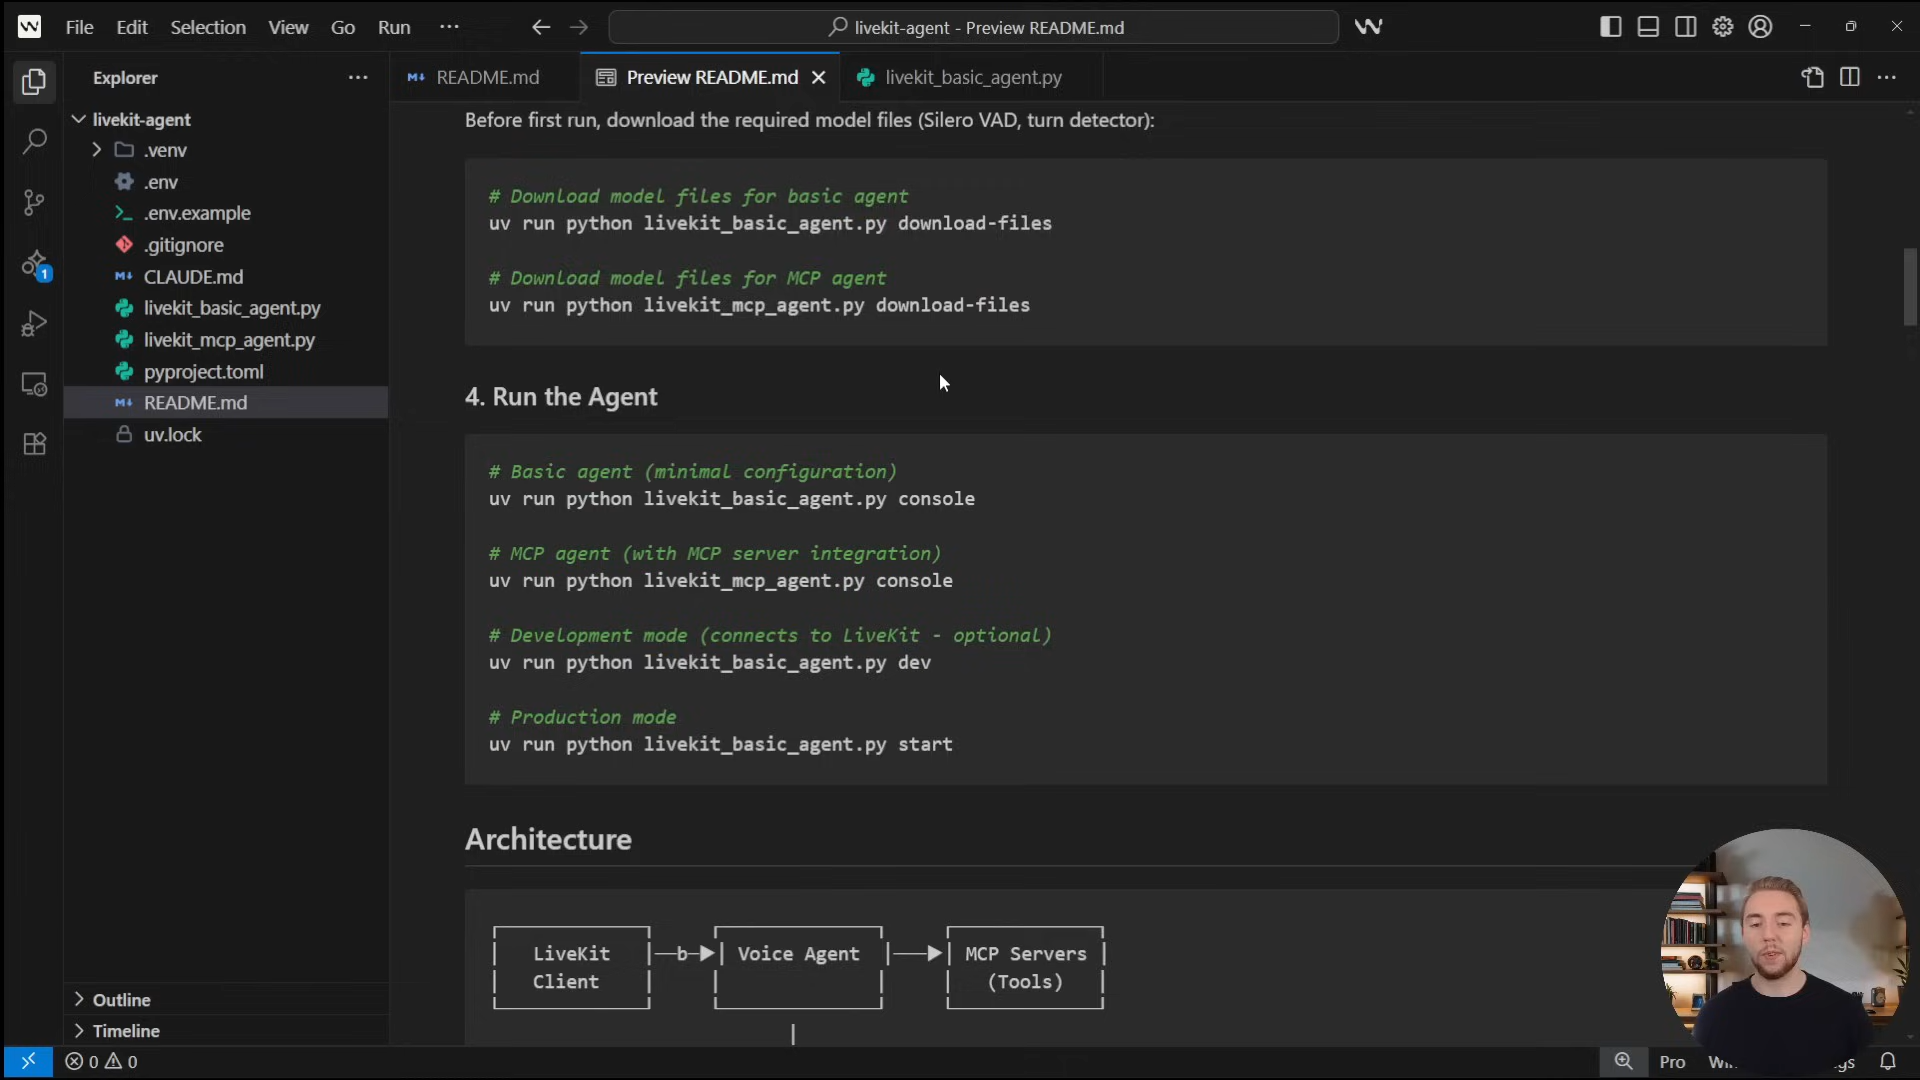 File Edit Selection View Go Run ···
livekit-agent - Preview README.md
Explorer ···
README.md
Preview README.md
livekit_basic_agent.py
livekit-agent
.venv
.env
.env.example
.gitignore
CLAUDE.md
livekit_basic_agent.py
livekit_mcp_agent.py
pyproject.toml
README.md
uv.lock
1
Outline
Timeline
Before first run, download the required model files (Silero VAD, turn detector):
# Download model files for basic agent
uv run python livekit_basic_agent.py download-files
# Download model files for MCP agent
uv run python livekit_mcp_agent.py download-files
4. Run the Agent
# Basic agent (minimal configuration)
uv run python livekit_basic_agent.py console
# MCP agent (with MCP server integration)
uv run python livekit_mcp_agent.py console
# Development mode (connects to LiveKit - optional)
uv run python livekit_basic_agent.py dev
# Production mode
uv run python livekit_basic_agent.py start
Architecture
LiveKit b Voice Agent MCP Servers
Client (Tools)
0 0
Pro